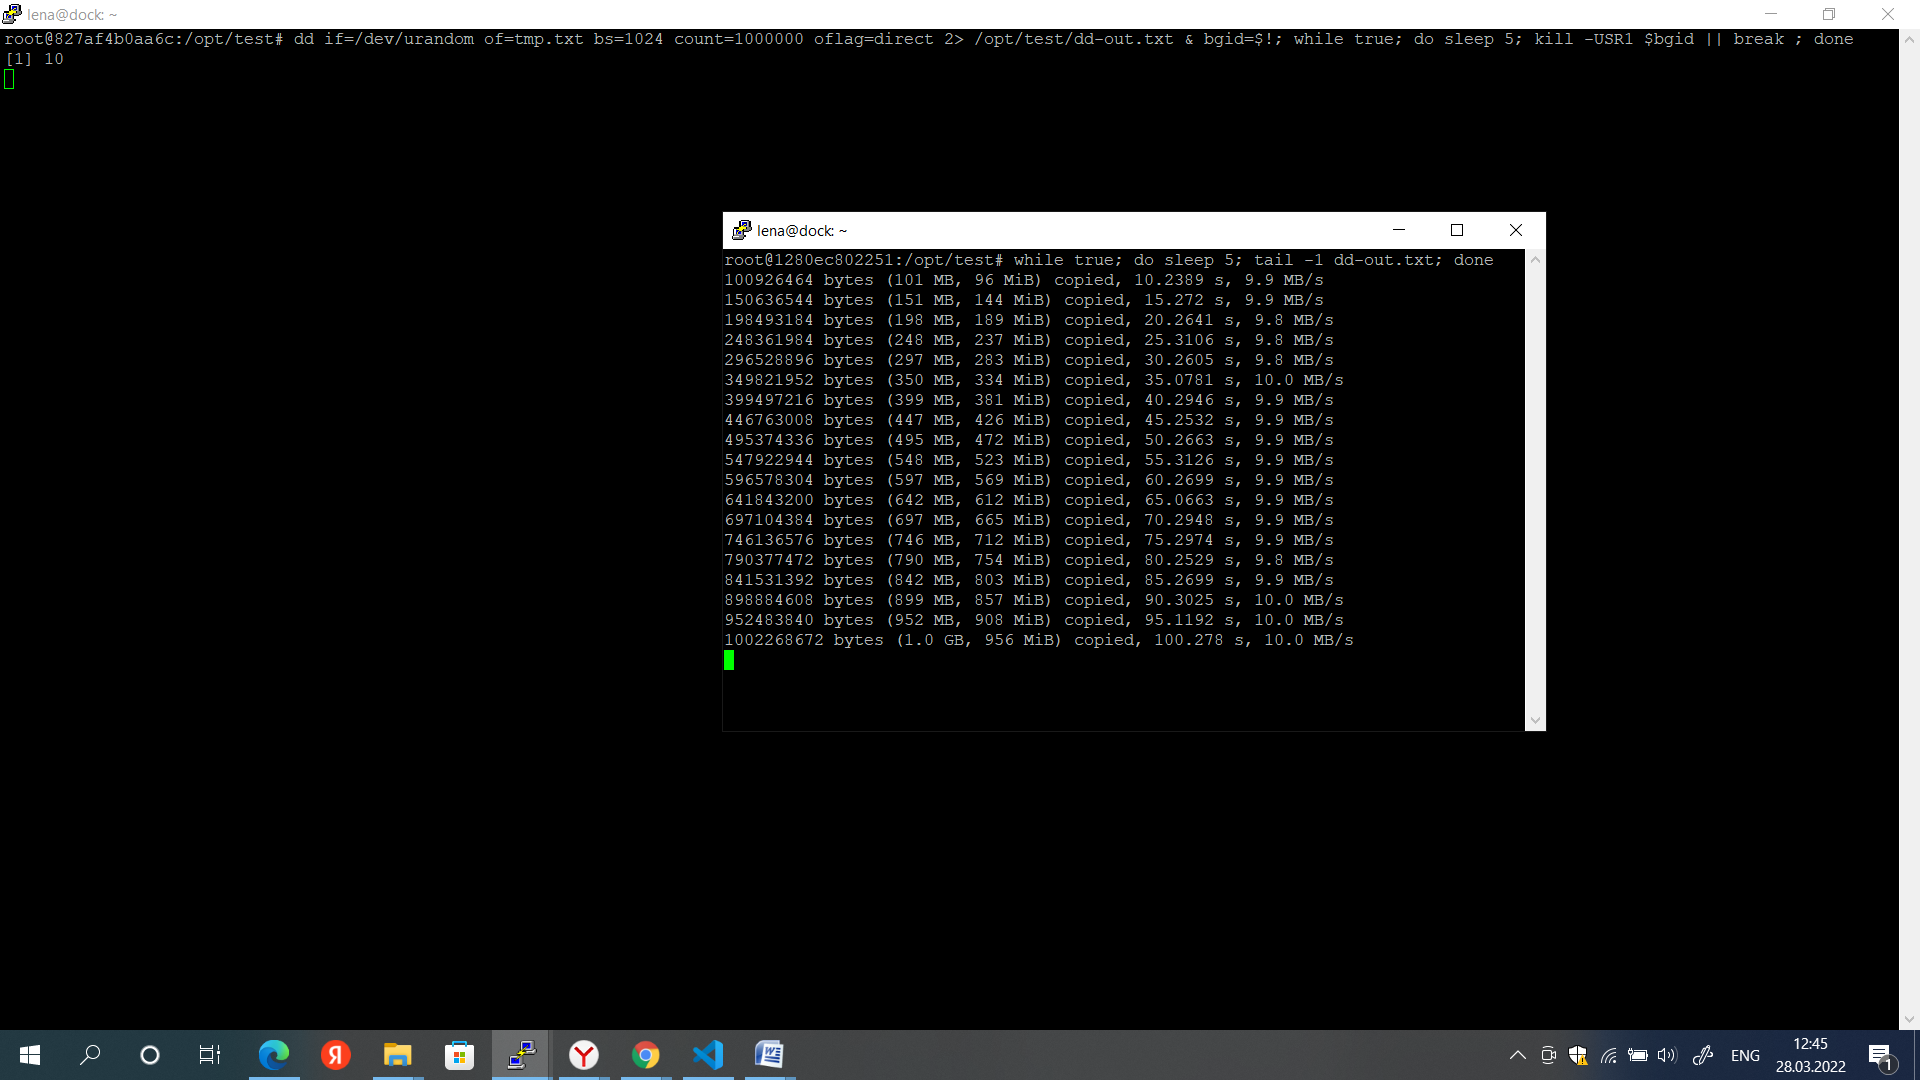 lena@dock: ~
root@827af4b0aa6c:/opt/test# dd if=/dev/urandom of=tmp.txt bs=1024 count=1000000 oflag=direct 2> /opt/test/dd-out.txt & bgid=$!; while true; do sleep 5; kill -USR1 $bgid || break ; done
[1] 10
lena@dock: ~
root@1280ec802251:/opt/test# while true; do sleep 5; tail -1 dd-out.txt; done
100926464 bytes (101 MB, 96 MiB) copied, 10.2389 s, 9.9 MB/s
150636544 bytes (151 MB, 144 MiB) copied, 15.272 s, 9.9 MB/s
198493184 bytes (198 MB, 189 MiB) copied, 20.2641 s, 9.8 MB/s
248361984 bytes (248 MB, 237 MiB) copied, 25.3106 s, 9.8 MB/s
296528896 bytes (297 MB, 283 MiB) copied, 30.2605 s, 9.8 MB/s
349821952 bytes (350 MB, 334 MiB) copied, 35.0781 s, 10.0 MB/s
399497216 bytes (399 MB, 381 MiB) copied, 40.2946 s, 9.9 MB/s
446763008 bytes (447 MB, 426 MiB) copied, 45.2532 s, 9.9 MB/s
495374336 bytes (495 MB, 472 MiB) copied, 50.2663 s, 9.9 MB/s
547922944 bytes (548 MB, 523 MiB) copied, 55.3126 s, 9.9 MB/s
596578304 bytes (597 MB, 569 MiB) copied, 60.2699 s, 9.9 MB/s
641843200 bytes (642 MB, 612 MiB) copied, 65.0663 s, 9.9 MB/s
697104384 bytes (697 MB, 665 MiB) copied, 70.2948 s, 9.9 MB/s
746136576 bytes (746 MB, 712 MiB) copied, 75.2974 s, 9.9 MB/s
790377472 bytes (790 MB, 754 MiB) copied, 80.2529 s, 9.8 MB/s
841531392 bytes (842 MB, 803 MiB) copied, 85.2699 s, 9.9 MB/s
898884608 bytes (899 MB, 857 MiB) copied, 90.3025 s, 10.0 MB/s
952483840 bytes (952 MB, 908 MiB) copied, 95.1192 s, 10.0 MB/s
1002268672 bytes (1.0 GB, 956 MiB) copied, 100.278 s, 10.0 MB/s
Я
Y
W
ENG
12:45
28.03.2022
1